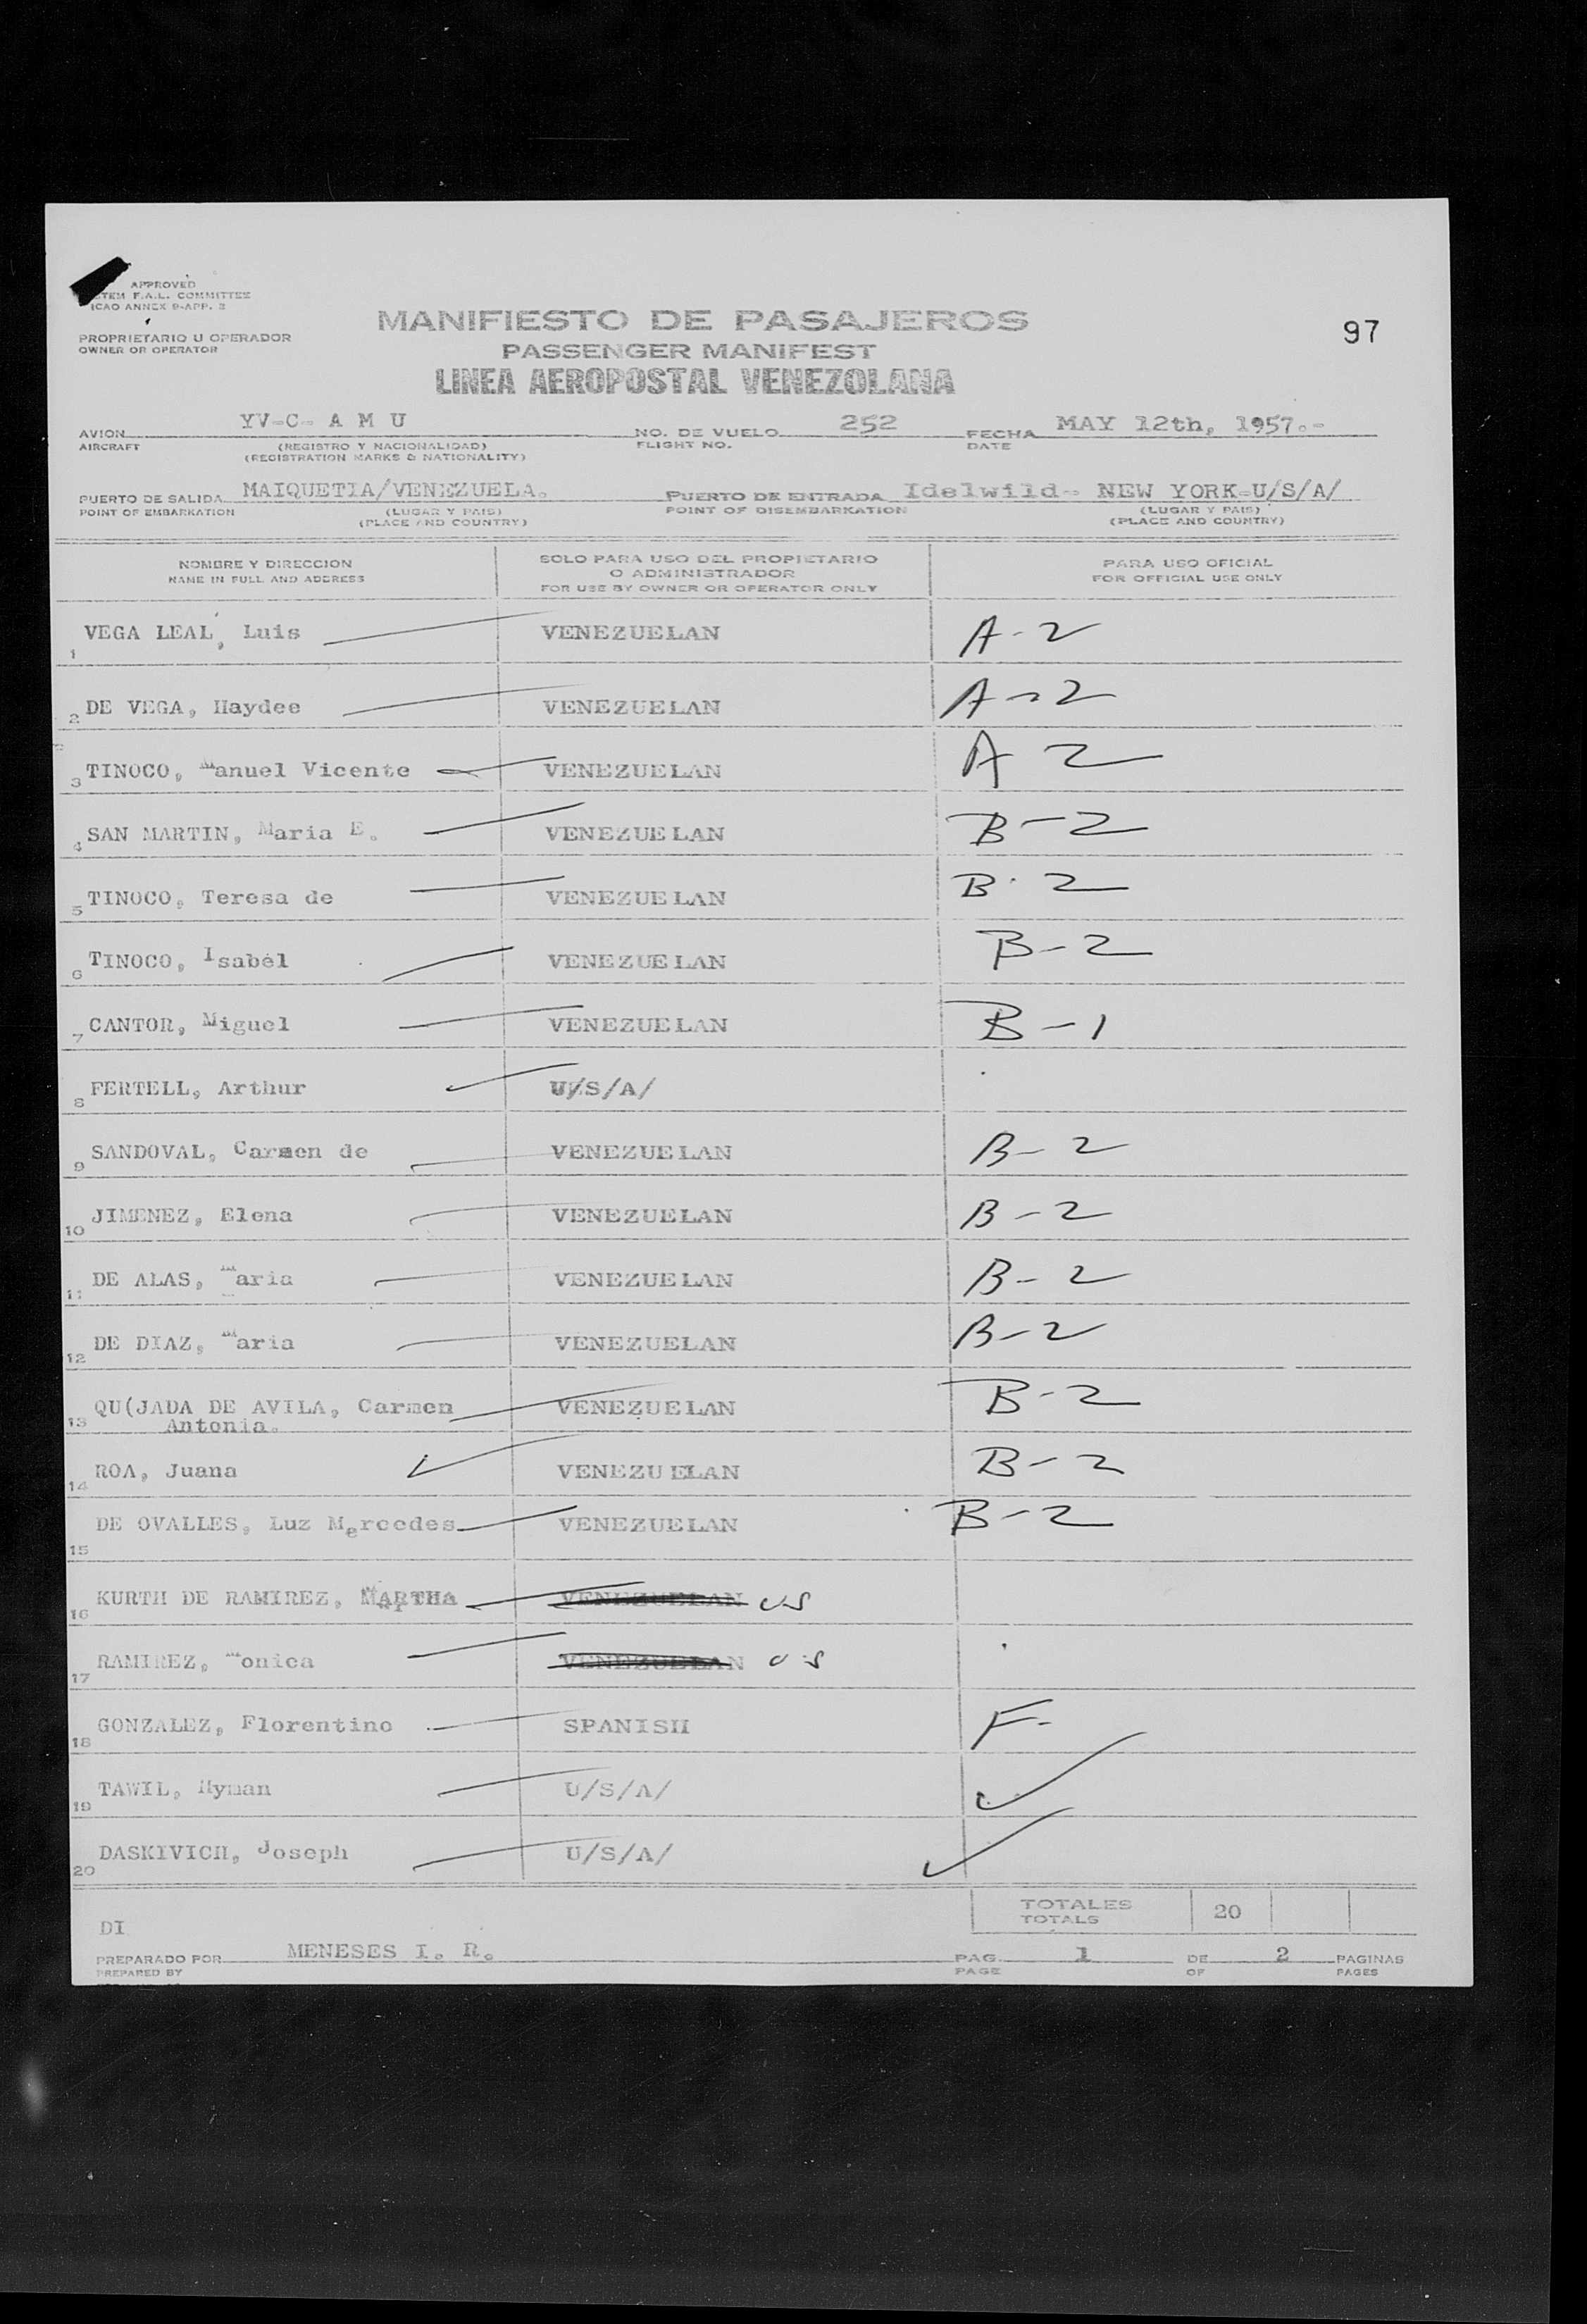 APPROVED
F.A.L. COMMITTEE
ICAO ANNEX 9-APP. 3
PROPRIETARIO U OPERADOR
OWNER OR OPERATOR
MANIFIESTO DE PASAJEROS
PASSENGER MANIFEST
LINEA AEROPOSTAL VENEZOLANA
97
AVION YV-C- A M U NO. DE VUELO 252 FECHA MAY 12th, 1957.-
AIRCRAFT (REGISTRO Y NACIONALIDAD) FLIGHT NO. DATE
(REGISTRATION MARKS & NATIONALITY)
PUERTO DE SALIDA MAIQUETIA/VENEZUELA. PUERTO DE ENTRADA Idelwild- NEW YORK-U/S/A/
POINT OF EMBARKATION (LUGAR Y PAIS) POINT OF DISEMBARKATION (LUGAR Y PAIS)
(PLACE AND COUNTRY) (PLACE AND COUNTRY)
NOMBRE Y DIRECCION SOLO PARA USO DEL PROPIETARIO PARA USO OFICIAL
NAME IN FULL AND ADDRESS O ADMINISTRADOR FOR OFFICIAL USE ONLY
FOR USE BY OWNER OR OPERATOR ONLY
1 VEGA LEAL, Luis VENEZUELAN A-2
2 DE VEGA, Haydee VENEZUELAN A-2
3 TINOCO, Manuel Vicente VENEZUELAN A 2
4 SAN MARTIN, Maria E. VENEZUELAN B-2
5 TINOCO, Teresa de VENEZUELAN B-2
6 TINOCO, Isabel VENEZUELAN B-2
7 CANTOR, Miguel VENEZUELAN B-1
8 FERTELL, Arthur U/S/A/
9 SANDOVAL, Carmen de VENEZUELAN B-2
10 JIMENEZ, Elena VENEZUELAN B-2
11 DE ALAS, Maria VENEZUELAN B-2
12 DE DIAZ, Maria VENEZUELAN B-2
13 QU(JADA DE AVILA, Carmen VENEZUELAN B-2
Antonia.
14 ROA, Juana VENEZUELAN B-2
15 DE OVALLES, Luz Mercedes VENEZUELAN B-2
16 KURTH DE RAMIREZ, MARTHa VENEZUELAN US
17 RAMIREZ, Monica VENEZUELAN US
18 GONZALEZ, Florentino SPANISH F-
19 TAWIL, Hyman U/S/A/
20 DASKIVICH, Joseph U/S/A/
TOTALES 20
TOTALS
DI
PREPARADO POR MENESES I. R. PAG. 1 DE 2 PAGINAS
PREPARED BY PAGE OF PAGES